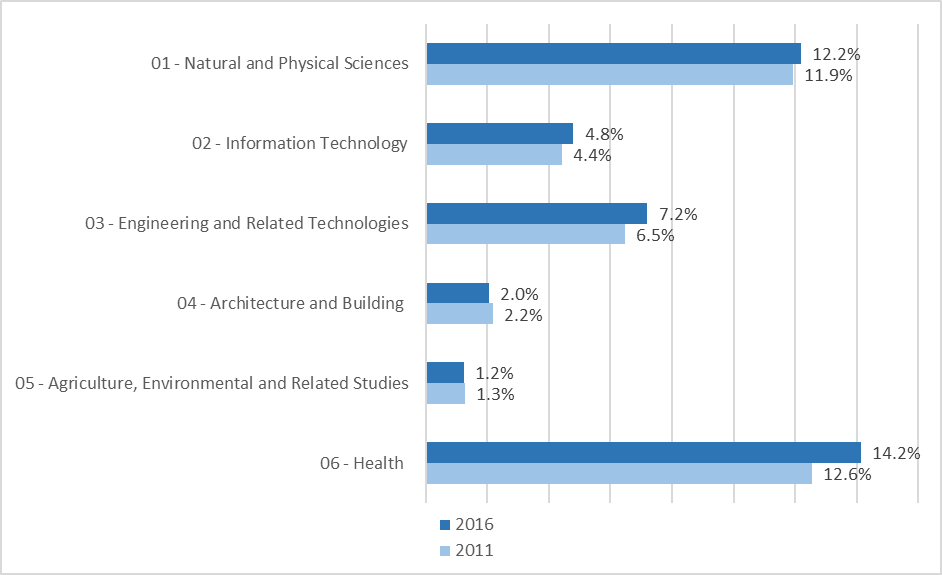 01 - Natural and Physical Sciences
12.2%
11.9%
02 - Information Technology
4.8%
4.4%
03 - Engineering and Related Technologies
7.2%
6.5%
04 - Architecture and Building
2.0%
2.2%
05 - Agriculture, Environmental and Related Studies
1.2%
1.3%
06 - Health
14.2%
12.6%
2016
2011